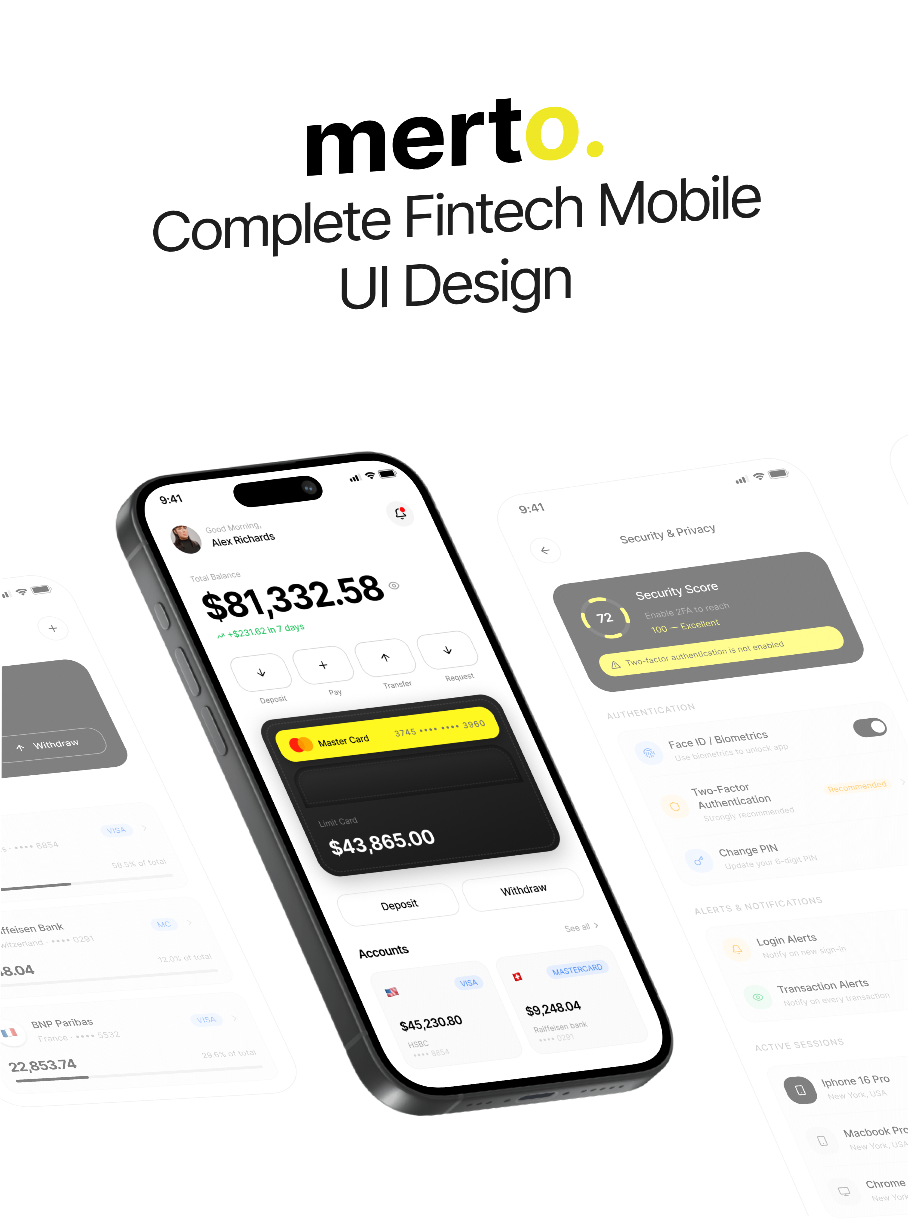 merto.
Complete Fintech Mobile
UI Design
9:41
Good Morning,
Alex Richards
Total Balance
$81,332.58
+$231.62 in 7 days
Deposit
Pay
Transfer
Request
Master Card
3745 •••• •••• 3960
Limit Card
$43,865.00
Deposit
Withdraw
Accounts
See all
VISA
$45,230.80
HSBC
•••• 8854
MASTERCARD
$9,248.04
Raiffeisen bank
•••• 0291
Withdraw
VISA
58.5% of total
MC
12.0% of total
BNP Paribas
France · •••• 5532
VISA
22,853.74
29.6% of total
9:41
Security & Privacy
72
Security Score
Enable 2FA to reach
100 — Excellent
Two-factor authentication is not enabled
AUTHENTICATION
Face ID / Biometrics
Use biometrics to unlock app
Two-Factor
Authentication
Strongly recommended
Recommended
Change PIN
Update your 6-digit PIN
ALERTS & NOTIFICATIONS
Login Alerts
Notify on new sign-in
Transaction Alerts
Notify on entry transaction
ACTIVE SESSIONS
Iphone 16 Pro
New York, USA
Macbook Pro
New York, US
Chrome
New York